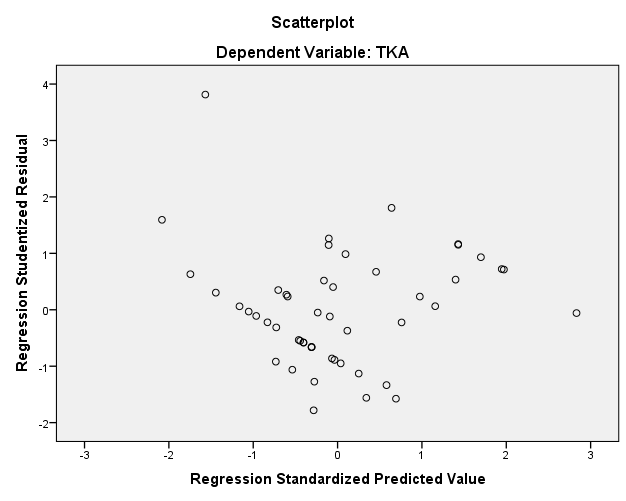 Scatterplot
Dependent Variable: TKA
Regression Studentized Residual
4
3
2
1
0
-1
-2
-3 -2 -1 0 1 2 3
Regression Standardized Predicted Value